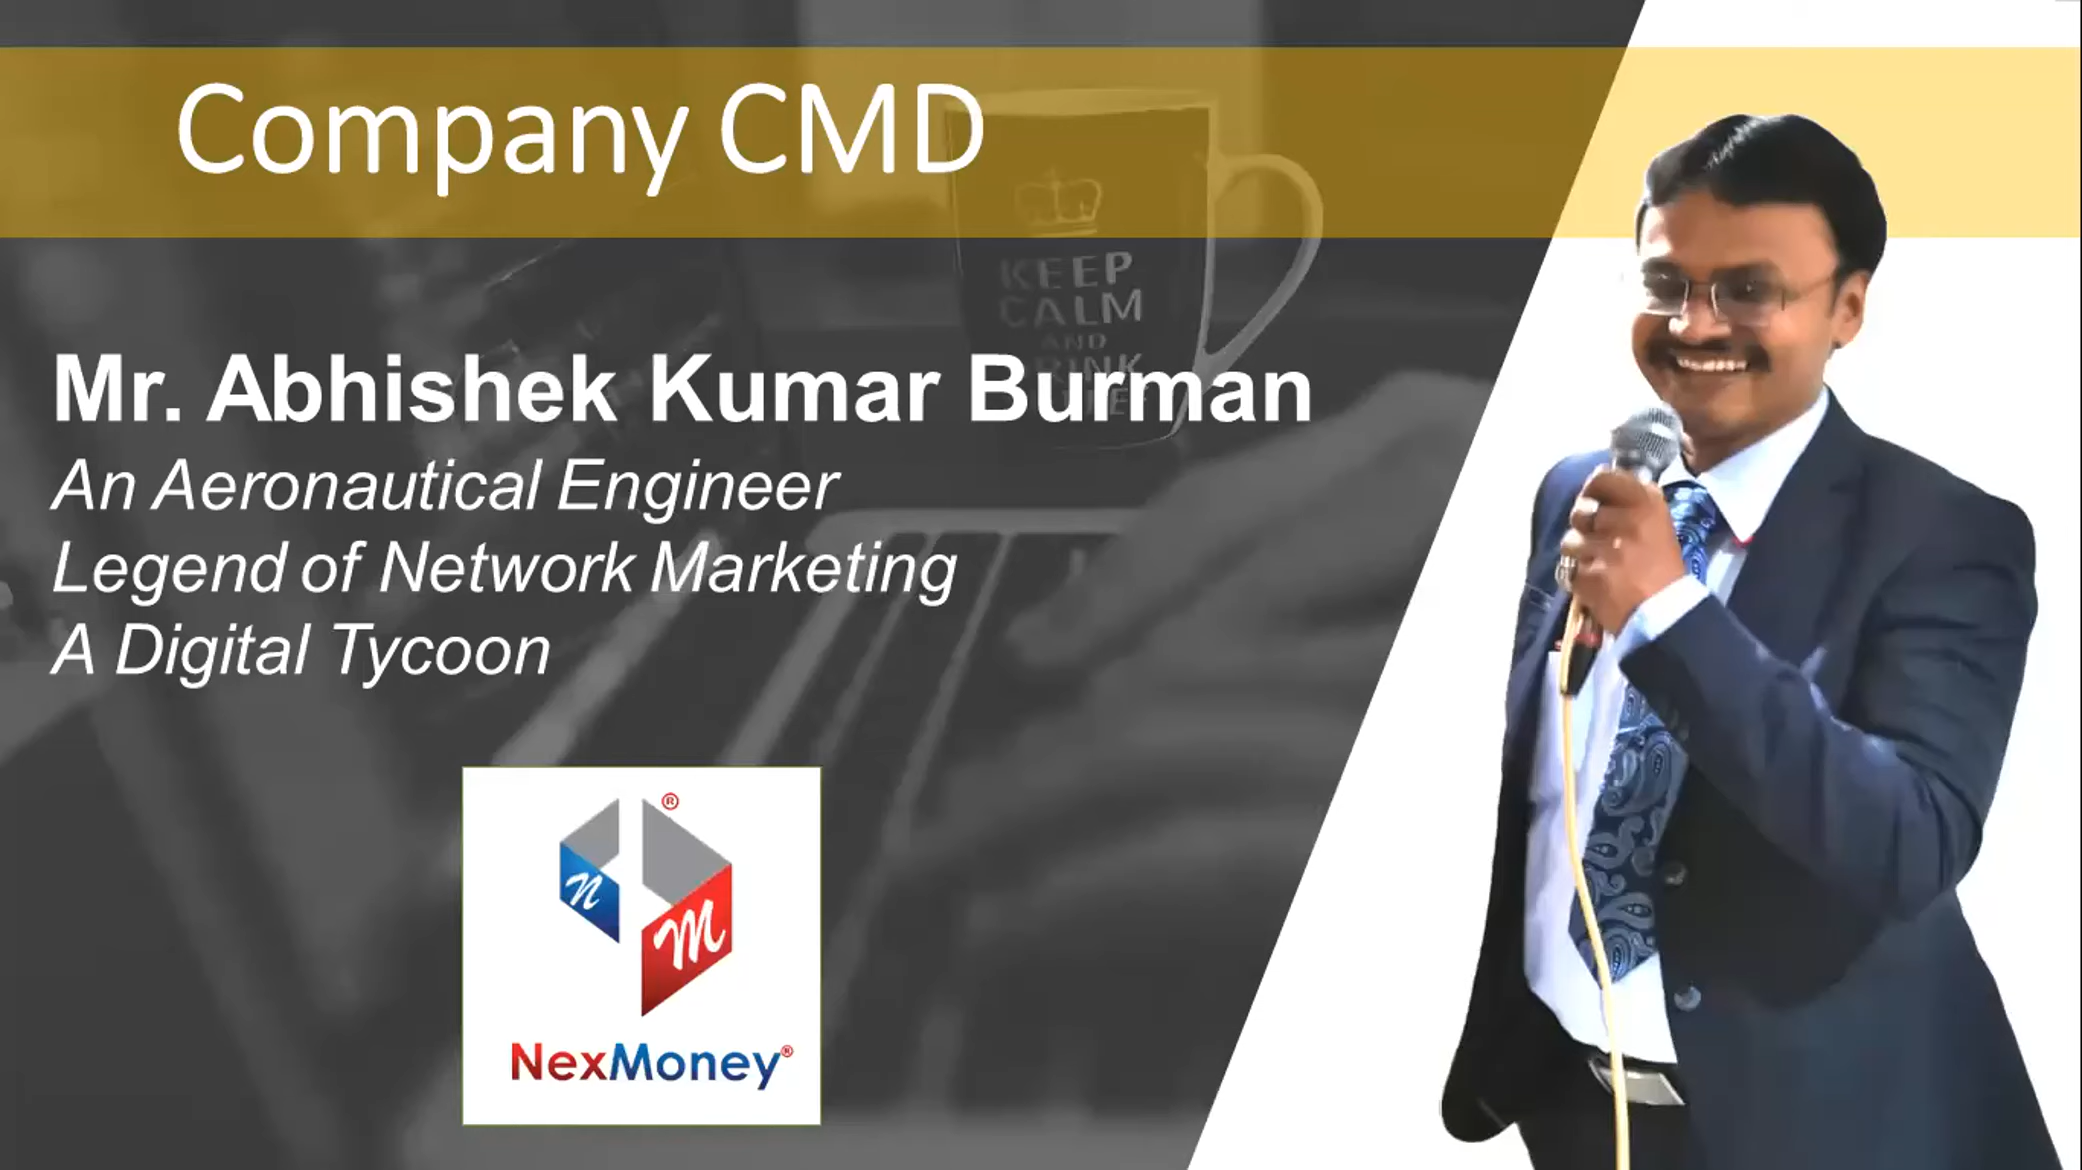 Company CMD
KEEP
CALM
AND
DRINK
Mr. Abhishek Kumar Burman
An Aeronautical Engineer
Legend of Network Marketing
A Digital Tycoon
®
n
M
NexMoney®